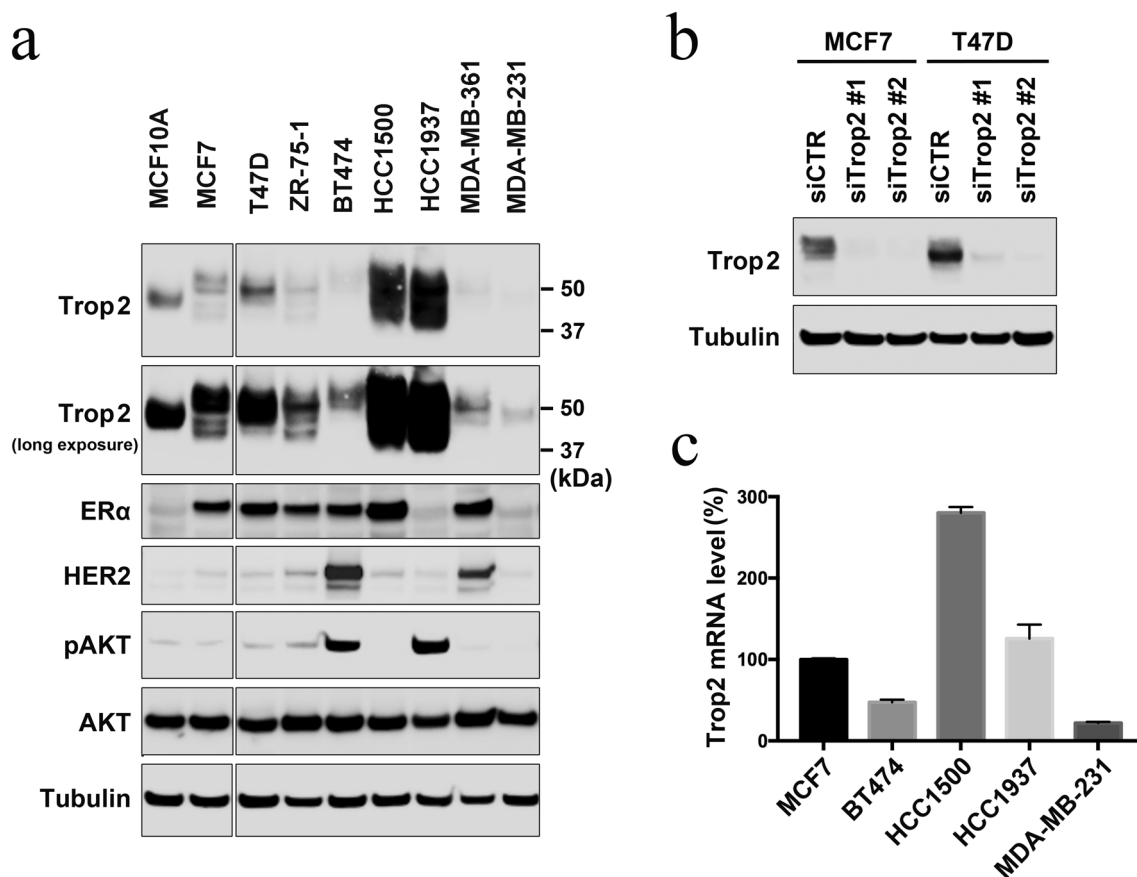 a
MCF10A
MCF7
T47D
ZR-75-1
BT474
HCC1500
HCC1937
MDA-MB-361
MDA-MB-231
Trop2
50
37
Trop2
(long exposure)
50
37
(kDa)
ERα
HER2
pAKT
AKT
Tubulin
b
MCF7 T47D
siCTR
siTrop2 #1
siTrop2 #2
siCTR
siTrop2 #1
siTrop2 #2
Trop2
Tubulin
c
Trop2 mRNA level (%)
300
200
100
0
MCF7
BT474
HCC1500
HCC1937
MDA-MB-231